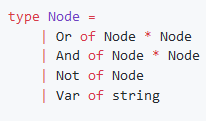 type Node =
    | Or of Node * Node
    | And of Node * Node
    | Not of Node
    | Var of string